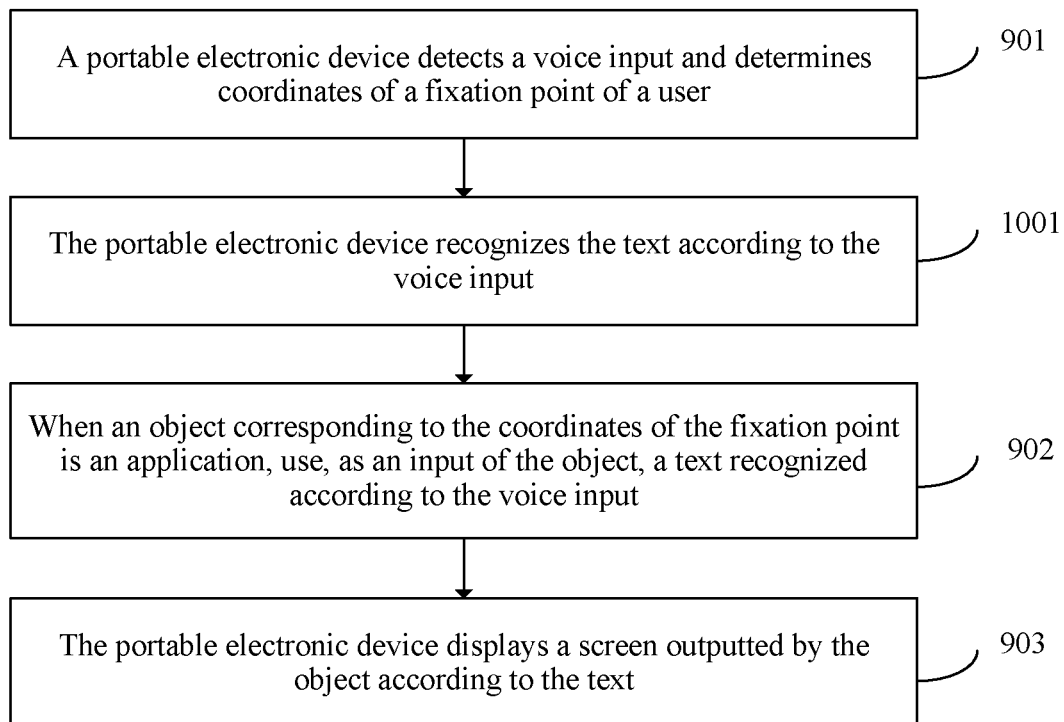 A portable electronic device detects a voice input and determines
coordinates of a fixation point of a user
901
The portable electronic device recognizes the text according to the
voice input
1001
When an object corresponding to the coordinates of the fixation point
is an application, use, as an input of the object, a text recognized
according to the voice input
902
The portable electronic device displays a screen outputted by the
object according to the text
903